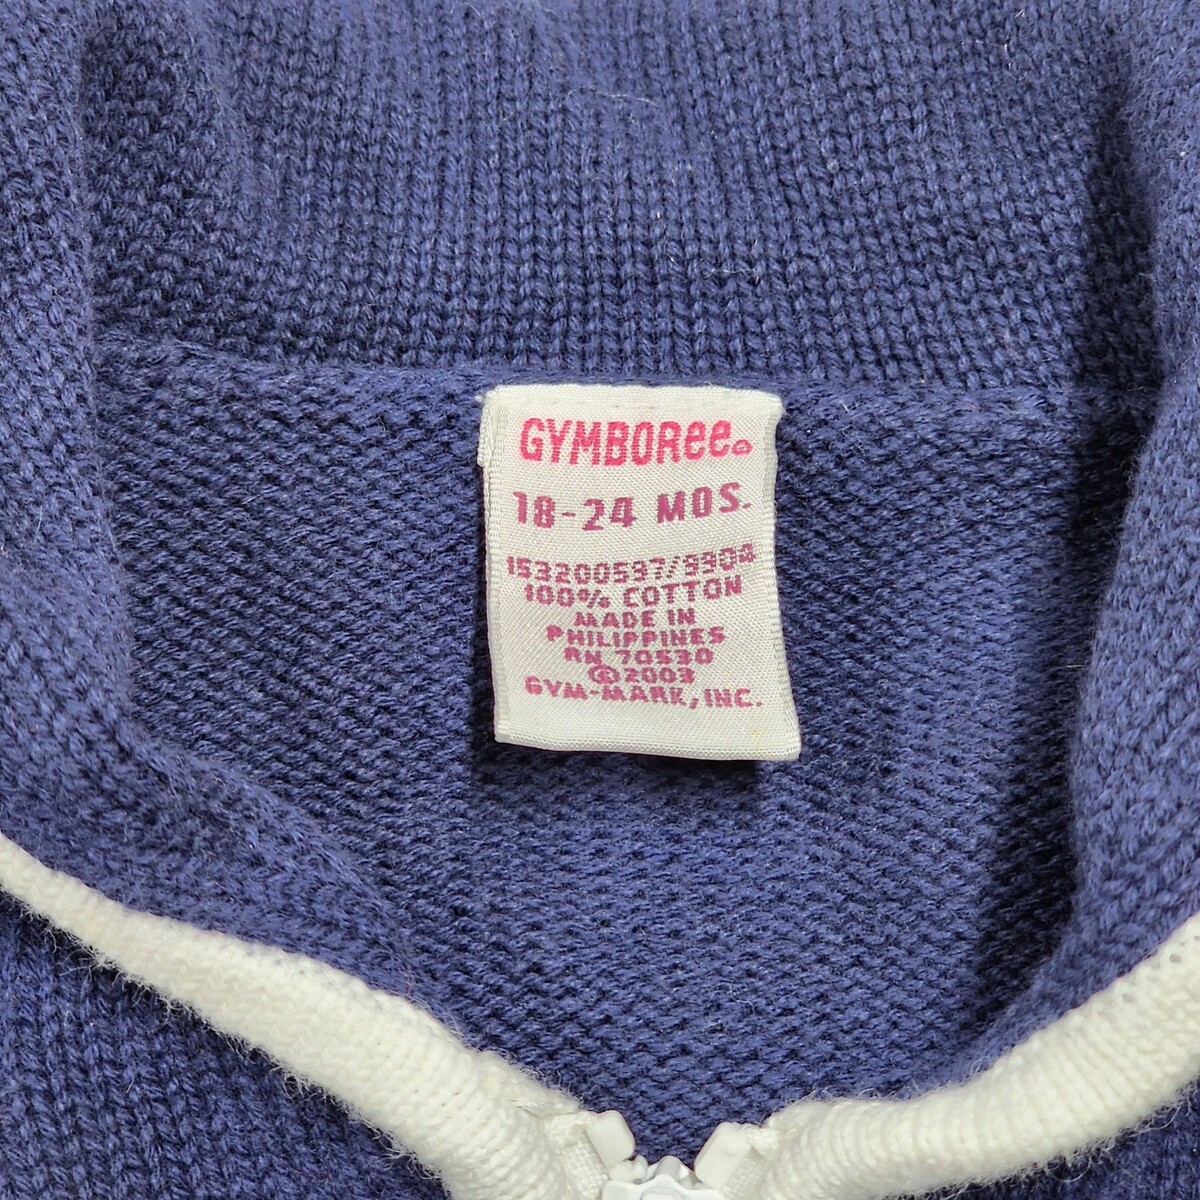 GYMBORee®
18-24 MOS.
153200597/9904
100% COTTON
MADE IN
PHILIPPINES
RN 70530
©2003
GYM-MARK, INC.